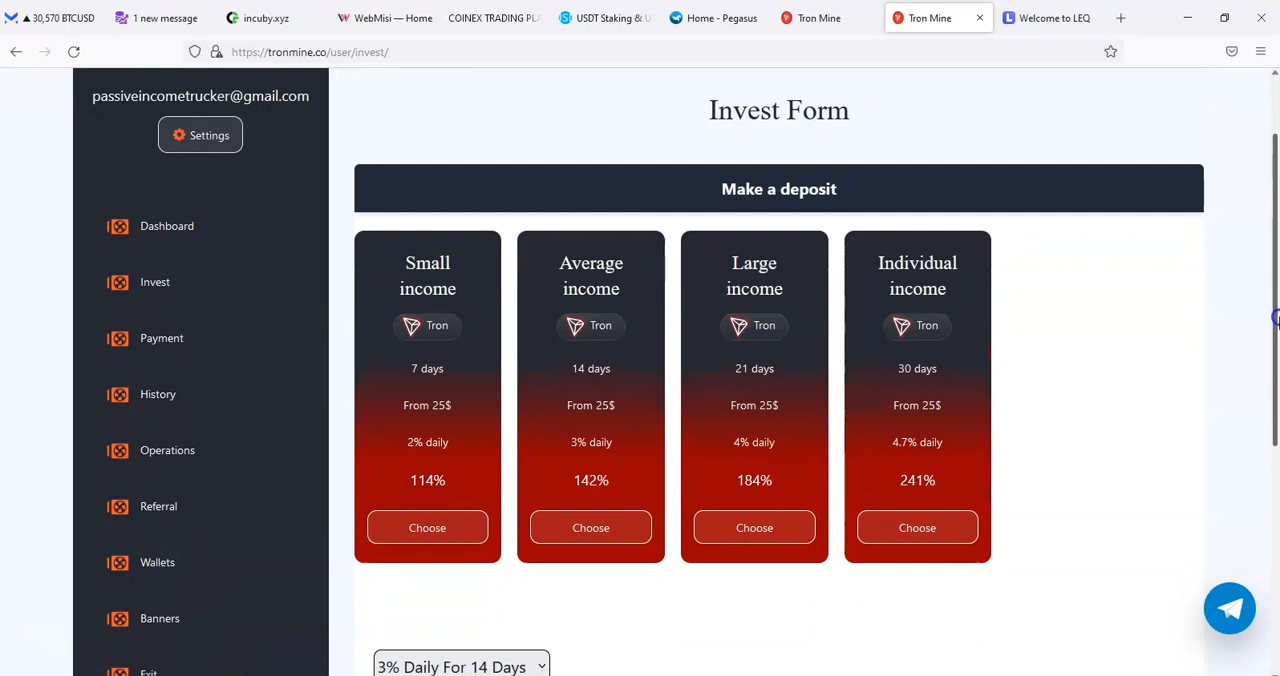 ▲ 30,570 BTCUSD
1 new message
incuby.xyz
WebMisi — Home
COINEX TRADING PLA
USDT Staking & U
Home - Pegasus
Tron Mine
Tron Mine
Welcome to LEQ
https://tronmine.co/user/invest/
passiveincometrucker@gmail.com
Settings
Dashboard
Invest
Payment
History
Operations
Referral
Wallets
Banners
Exit
Invest Form
Make a deposit
Small
income
Tron
7 days
From 25$
2% daily
114%
Choose
Average
income
Tron
14 days
From 25$
3% daily
142%
Choose
Large
income
Tron
21 days
From 25$
4% daily
184%
Choose
Individual
income
Tron
30 days
From 25$
4.7% daily
241%
Choose
3% Daily For 14 Days